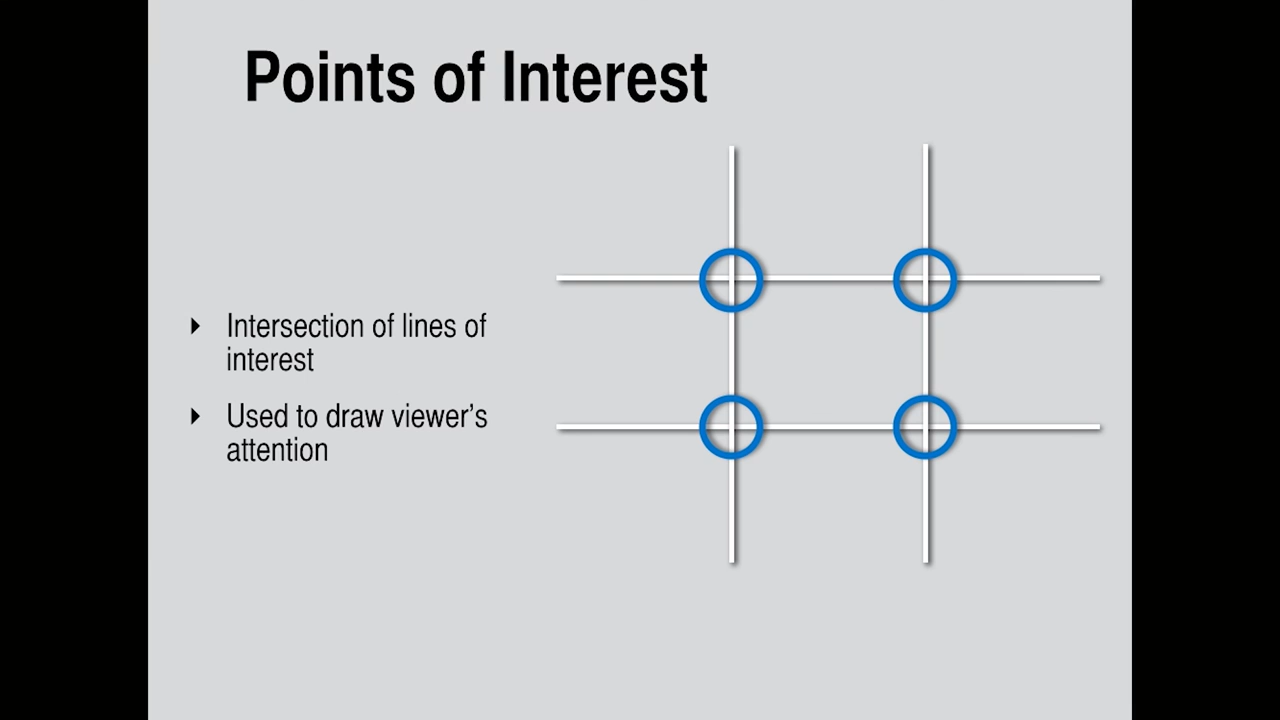 Points of Interest
Intersection of lines of
interest
Used to draw viewer’s
attention